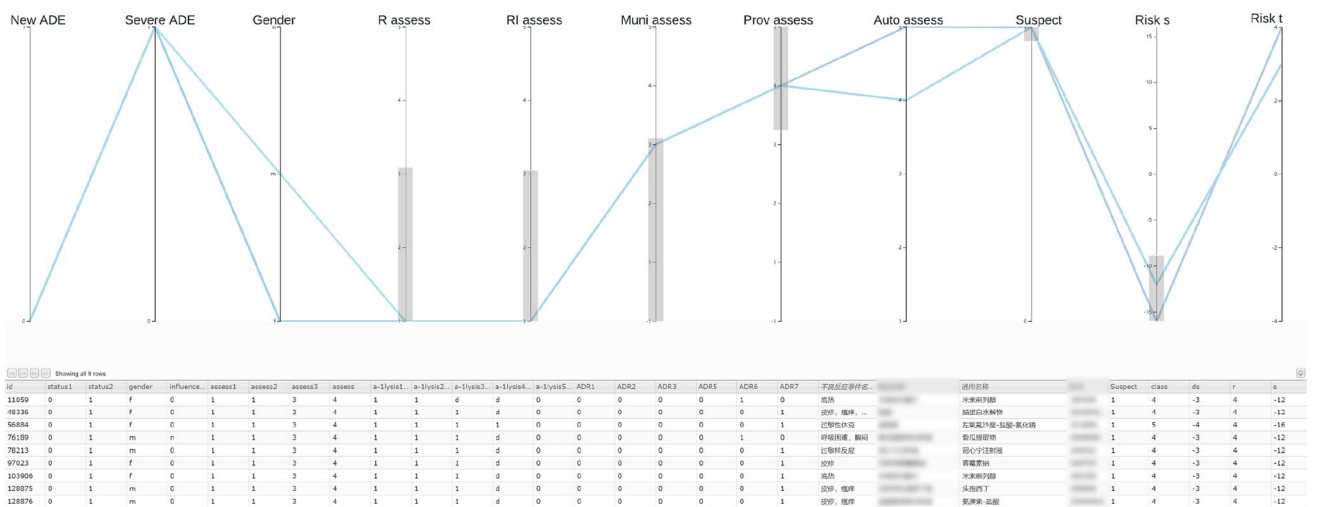 New ADE Severe ADE Gender R assess RI assess Muni assess Prov assess Auto assess Suspect Risk s Risk t
Showing all 9 rows
id status1 status2 gender influence... assess1 assess2 assess3 assess a-1lysis1... a-1lysis2... a-1lysis3... a-1lysis4... a-1lysis5... ADR1 ADR2 ADR3 ADR5 ADR6 ADR7 不良反应事件名... 通用名称 Suspect class ds r s
11059 0 1 f 0 1 1 3 4 1 1 d d 0 0 0 0 0 1 0 高热 米索前列醇 1 4 -3 4 -12
48336 0 1 f 0 1 1 3 4 1 1 1 d 0 0 0 0 0 0 1 皮疹，瘙痒，... 脑蛋白水解物 1 4 -3 4 -12
56884 0 1 f 0 1 1 3 4 1 1 1 1 0 0 0 0 0 0 1 过敏性休克 左氧氟沙星-盐酸-氯化钠 1 5 -4 4 -16
76189 0 1 m n 1 1 3 4 1 1 1 d 0 0 0 0 0 1 0 呼吸困难，胸闷 骨瓜提取物 1 4 -3 4 -12
78213 0 1 m 0 1 1 3 4 1 1 1 d 0 0 0 0 0 0 1 过敏样反应 冠心宁注射液 1 4 -3 4 -12
97023 0 1 f 0 1 1 3 4 1 1 1 d 0 0 0 0 0 0 1 皮疹 青霉素钠 1 4 -3 4 -12
103906 0 1 f 0 1 1 3 4 1 1 1 d 0 0 0 0 0 0 1 高热 米索前列醇 1 4 -3 4 -12
128875 0 1 m 0 1 1 3 4 1 1 1 d 0 0 0 0 0 0 1 皮疹，瘙痒 头孢西丁 1 4 -3 4 -12
128876 0 1 m 0 1 1 3 4 1 1 1 d 0 0 0 0 0 0 1 皮疹，瘙痒 氨溴索-盐酸 1 4 -3 4 -12